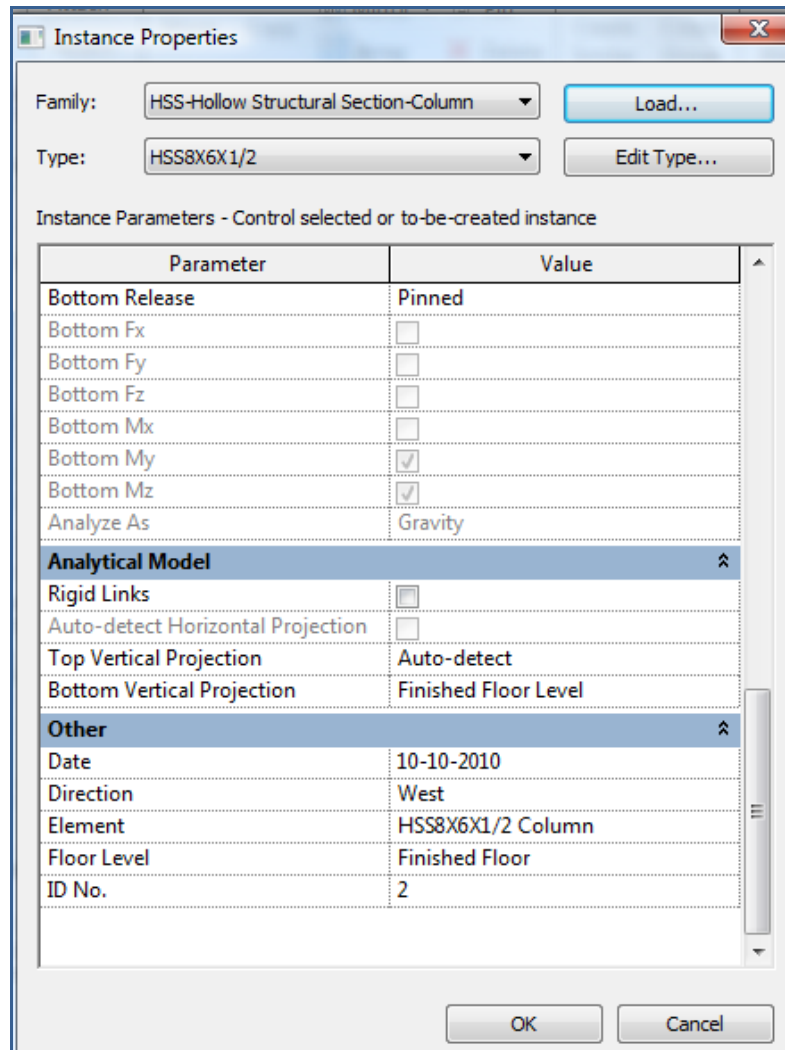 Instance Properties
Family: HSS-Hollow Structural Section-Column Load...
Type: HSS8X6X1/2 Edit Type...
Instance Parameters - Control selected or to-be-created instance
Parameter Value
Bottom Release Pinned
Bottom Fx
Bottom Fy
Bottom Fz
Bottom Mx
Bottom My
Bottom Mz
Analyze As Gravity
Analytical Model
Rigid Links
Auto-detect Horizontal Projection
Top Vertical Projection Auto-detect
Bottom Vertical Projection Finished Floor Level
Other
Date 10-10-2010
Direction West
Element HSS8X6X1/2 Column
Floor Level Finished Floor
ID No. 2
OK Cancel